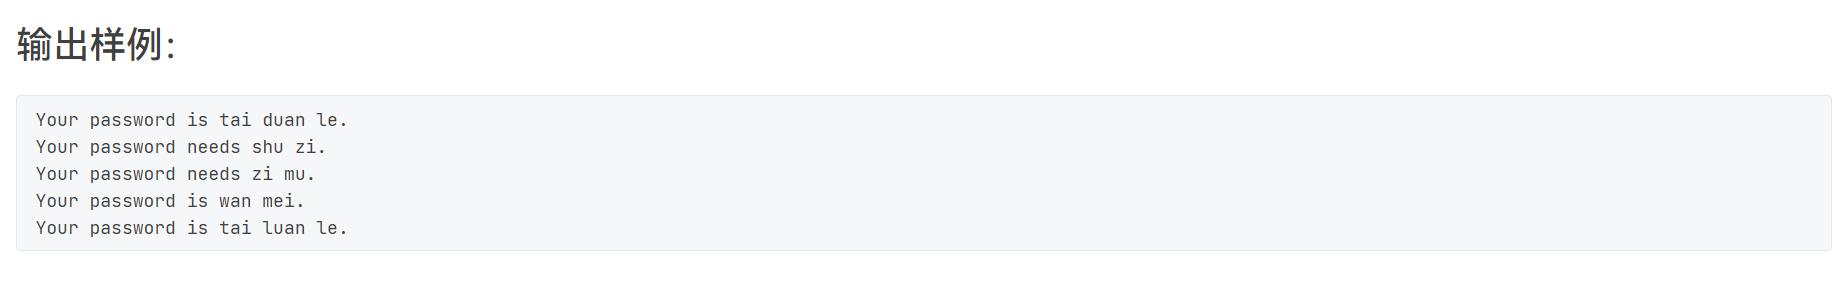 输出样例：
Your password is tai duan le.
Your password needs shu zi.
Your password needs zi mu.
Your password is wan mei.
Your password is tai luan le.